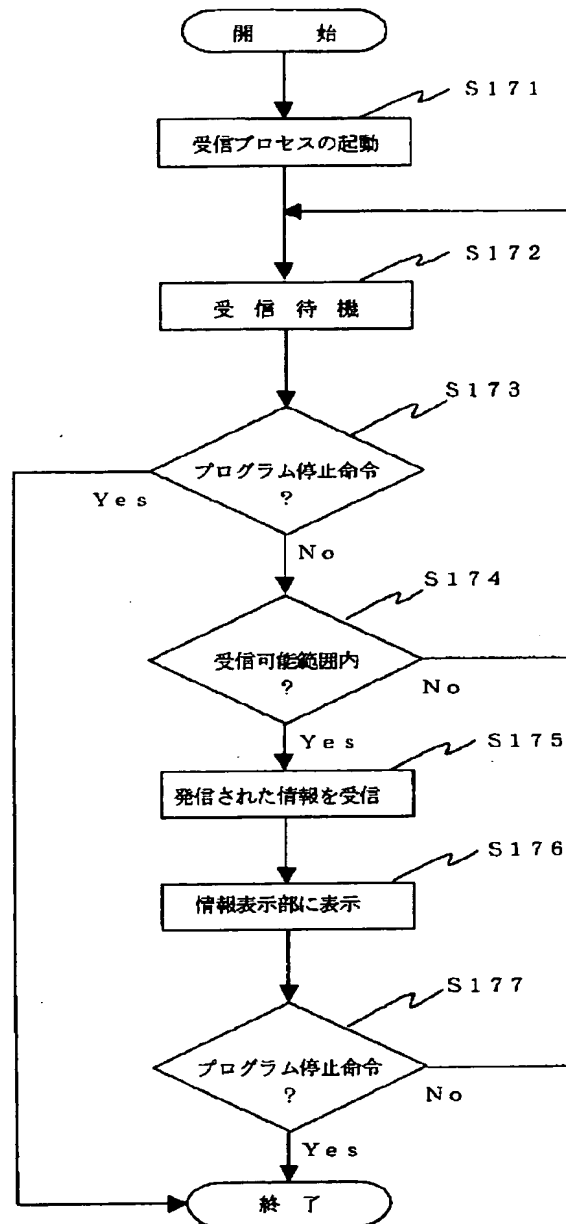 開 始
S171
受信プロセスの起動
S172
受 信 待 機
S173
プログラム停止命令
?
Yes
No
S174
受信可能範囲内
?
No
Yes
S175
発信された情報を受信
S176
情報表示部に表示
S177
プログラム停止命令
?
No
Yes
終 了